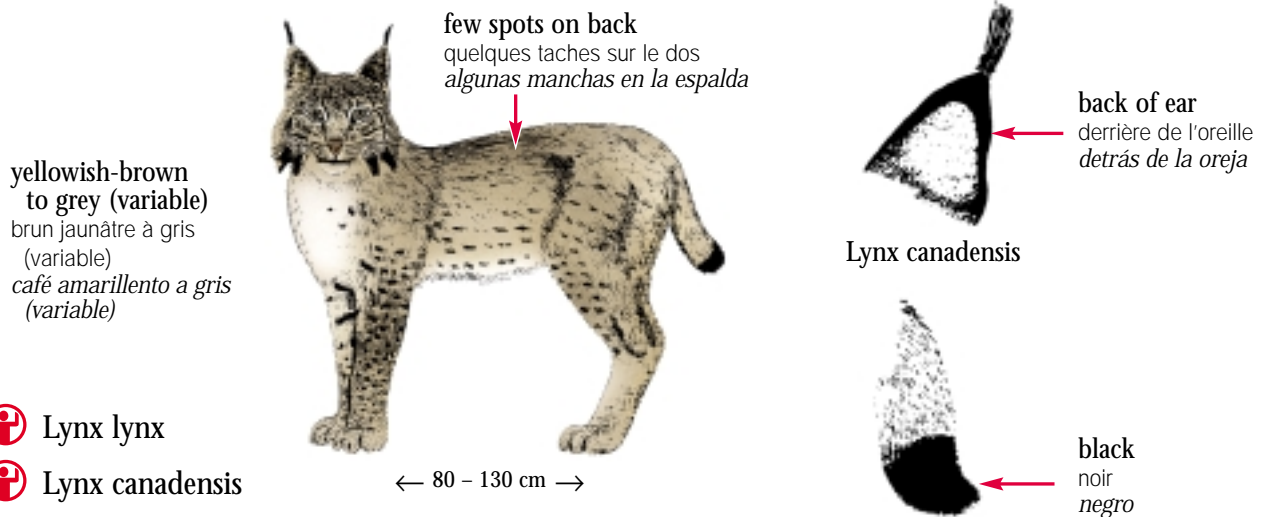 few spots on back
quelques taches sur le dos
algunas manchas en la espalda
yellowish-brown
to grey (variable)
brun jaunâtre à gris
(variable)
café amarillento a gris
(variable)
back of ear
derrière de l'oreille
detrás de la oreja
Lynx canadensis
Lynx lynx
Lynx canadensis
← 80 – 130 cm →
black
noir
negro